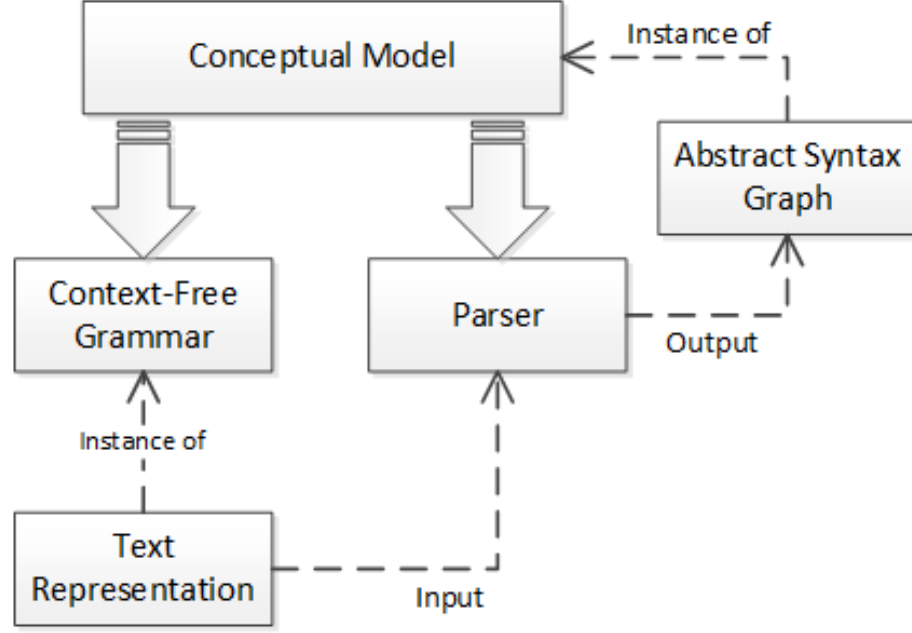 Conceptual Model
Instance of
Abstract Syntax
Graph
Context-Free
Grammar
Parser
Output
Instance of
Text
Representation
Input